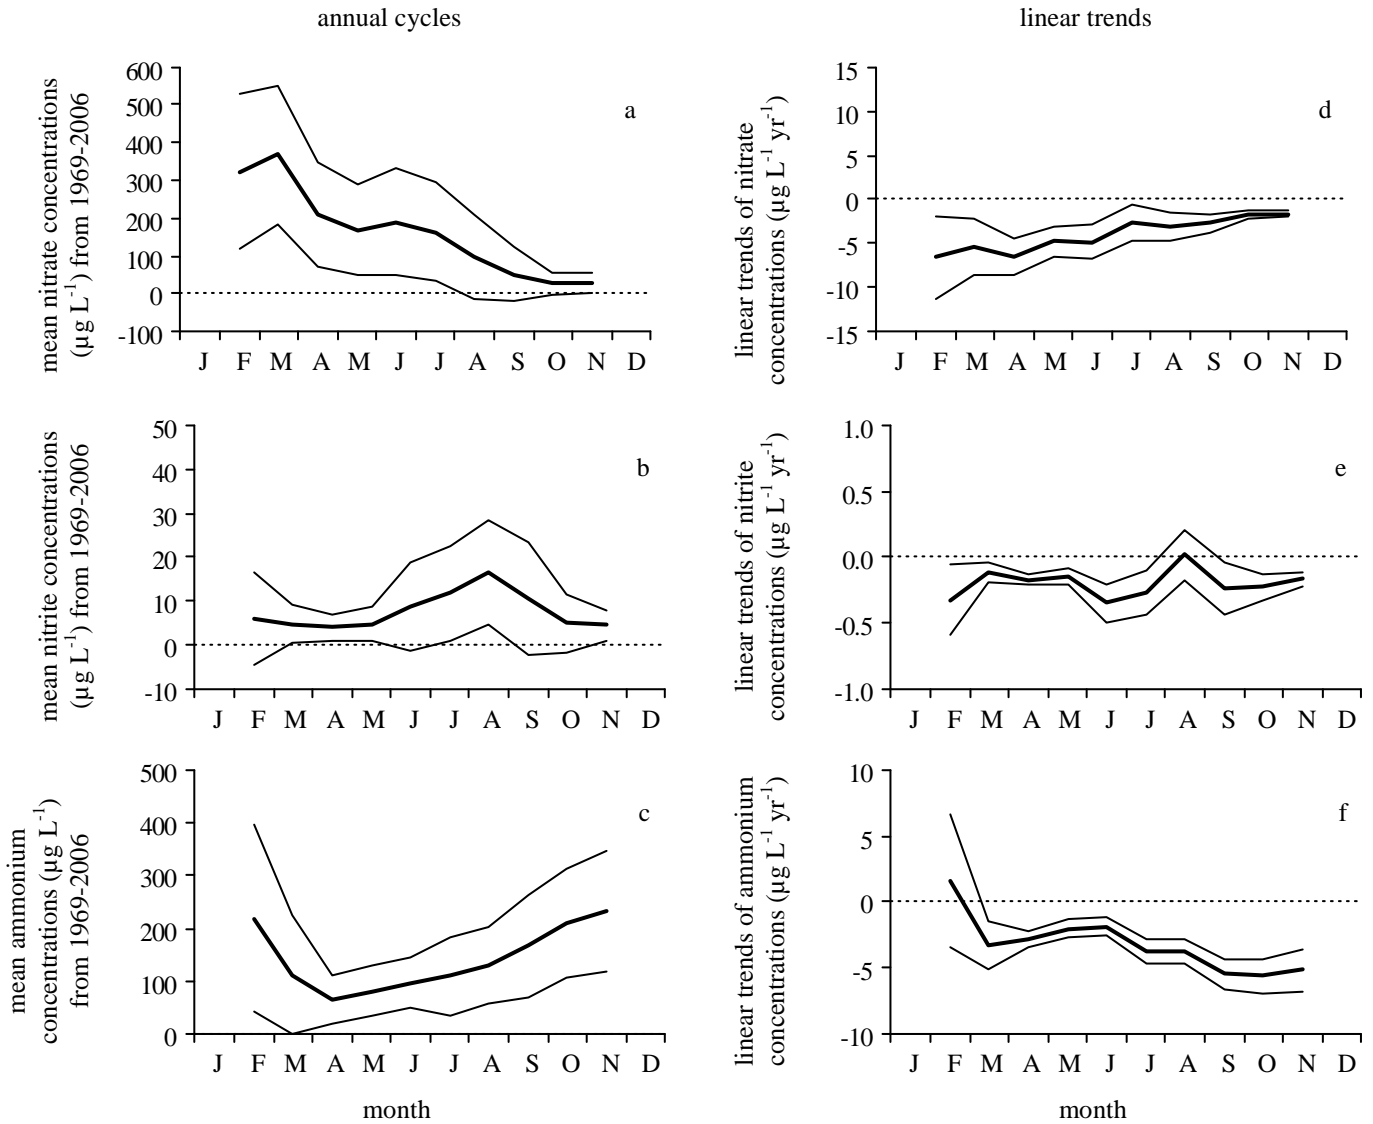 annual cycles
linear trends
mean nitrate concentrations
(µg L⁻¹) from 1969-2006
600
500
400
300
200
100
0
-100
a
J F M A M J J A S O N D
linear trends of nitrate
concentrations (µg L⁻¹ yr⁻¹)
15
10
5
0
-5
-10
-15
d
J F M A M J J A S O N D
mean nitrite concentrations
(µg L⁻¹) from 1969-2006
50
40
30
20
10
0
-10
b
J F M A M J J A S O N D
linear trends of nitrite
concentrations (µg L⁻¹ yr⁻¹)
1.0
0.5
0.0
-0.5
-1.0
e
J F M A M J J A S O N D
mean ammonium
concentrations (µg L⁻¹)
from 1969-2006
500
400
300
200
100
0
c
J F M A M J J A S O N D
month
linear trends of ammonium
concentrations (µg L⁻¹ yr⁻¹)
10
5
0
-5
-10
f
J F M A M J J A S O N D
month